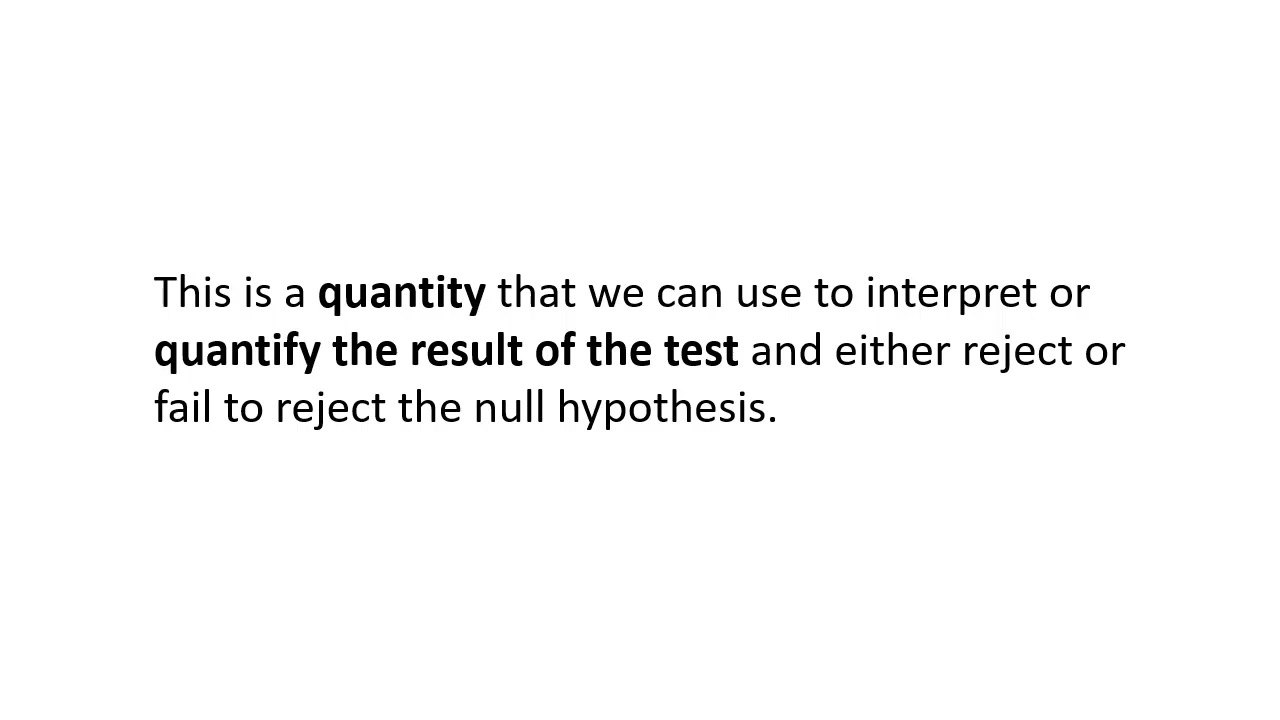 This is a quantity that we can use to interpret or
quantify the result of the test and either reject or
fail to reject the null hypothesis.